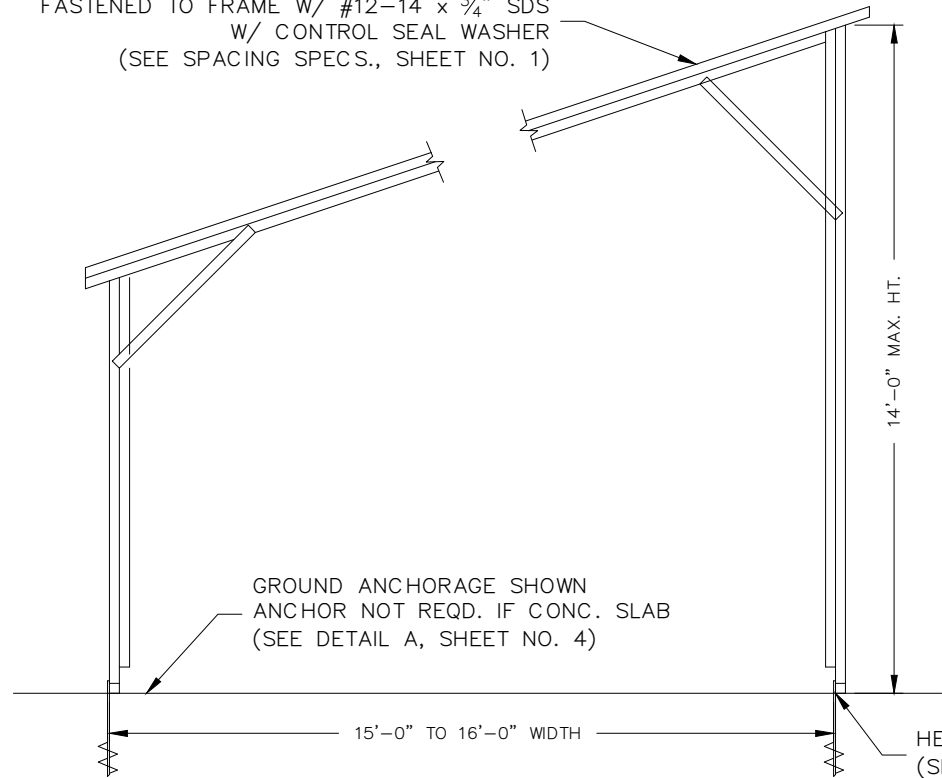 FASTENED TO FRAME W/ #12-14 x ¾" SDS
W/ CONTROL SEAL WASHER
(SEE SPACING SPECS., SHEET NO. 1)
14'-0" MAX. HT.
GROUND ANCHORAGE SHOWN
ANCHOR NOT REQD. IF CONC. SLAB
(SEE DETAIL A, SHEET NO. 4)
15'-0" TO 16'-0" WIDTH